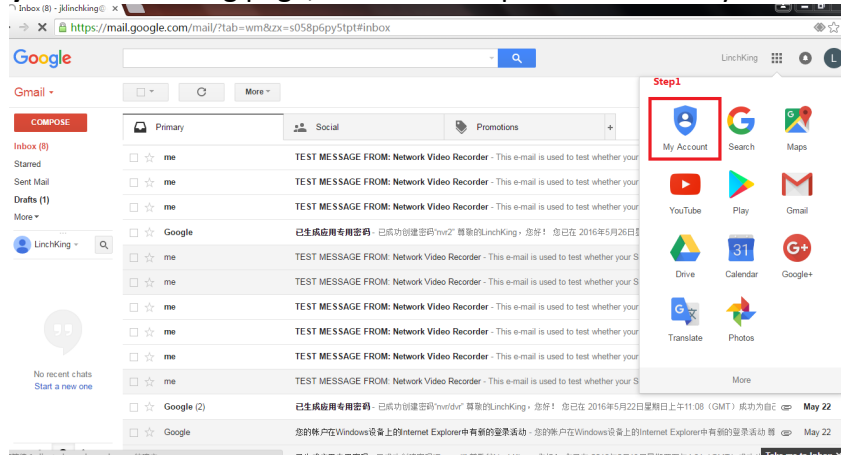 Inbox (8) - jklinchking@
https://mail.google.com/mail/?tab=wm&zx=s058p6py5tpt#inbox
Google
LinchKing
L
Step1
Gmail
More
COMPOSE
Primary
Social
Promotions
+
My Account
Search
Maps
Inbox (8)
Starred
Sent Mail
Drafts (1)
More
LinchKing
me TEST MESSAGE FROM: Network Video Recorder - This e-mail is used to test whether your
me TEST MESSAGE FROM: Network Video Recorder - This e-mail is used to test whether your
me TEST MESSAGE FROM: Network Video Recorder - This e-mail is used to test whether your
YouTube
Play
Gmail
Google 已生成应用专用密码 - 已成功创建密码“nvr2” 尊敬的LinchKing，您好！ 您已在 2016年5月26日
me TEST MESSAGE FROM: Network Video Recorder - This e-mail is used to test whether your S
31
G+
Drive
Calendar
Google+
me TEST MESSAGE FROM: Network Video Recorder - This e-mail is used to test whether your S
me TEST MESSAGE FROM: Network Video Recorder - This e-mail is used to test whether your
me TEST MESSAGE FROM: Network Video Recorder - This e-mail is used to test whether your
Translate
Photos
No recent chats
Start a new one
me TEST MESSAGE FROM: Network Video Recorder - This e-mail is used to test whether your S
More
Google (2) 已生成应用专用密码 - 已成功创建密码“nvr/dvr” 尊敬的LinchKing，您好！ 您已在 2016年5月22日星期日上午11:08（GMT）成功为自己 May 22
Google 您的帐户在Windows设备上的Internet Explorer中有新的登录活动 - 您的帐户在Windows设备上的Internet Explorer中有新的登录活动 尊 May 22
Take me to Inbox